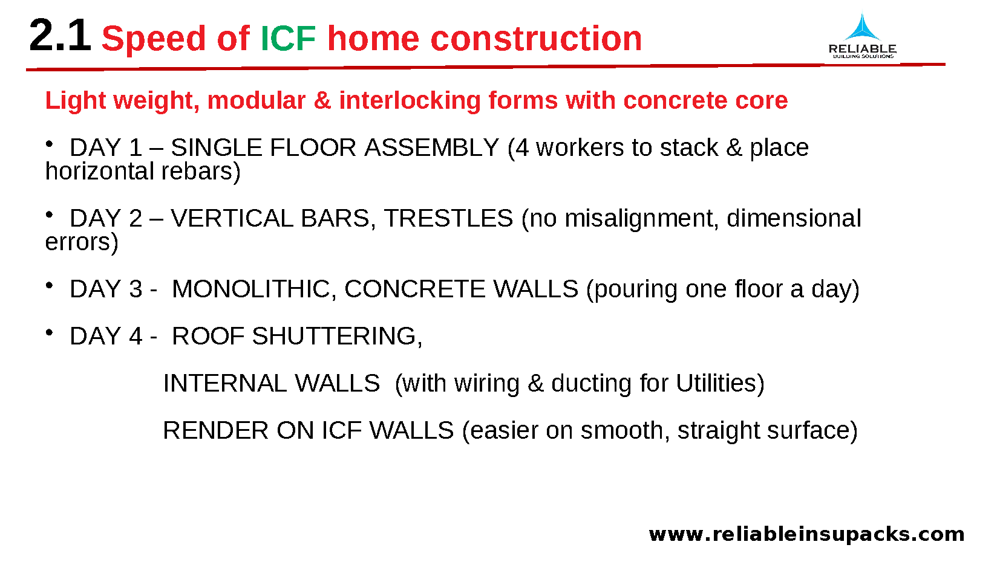 2.1 Speed of ICF home construction
RELIABLE
BUILDING SOLUTIONS
Light weight, modular & interlocking forms with concrete core
• DAY 1 – SINGLE FLOOR ASSEMBLY (4 workers to stack & place
horizontal rebars)
• DAY 2 – VERTICAL BARS, TRESTLES (no misalignment, dimensional
errors)
• DAY 3 - MONOLITHIC, CONCRETE WALLS (pouring one floor a day)
• DAY 4 - ROOF SHUTTERING,
INTERNAL WALLS (with wiring & ducting for Utilities)
RENDER ON ICF WALLS (easier on smooth, straight surface)
www.reliableinsupacks.com